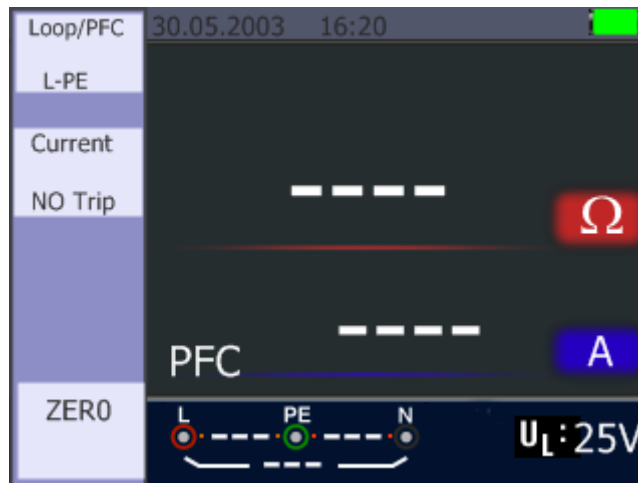 Loop/PFC
L-PE
Current
NO Trip
ZERO
30.05.2003 16:20
---- Ω
---- A
PFC
L PE N
--- ---
---
UL:25V